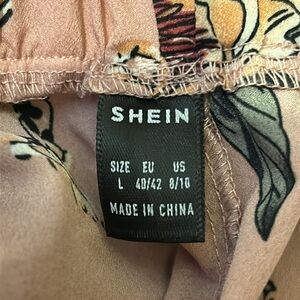 SHEIN
SIZE EU US
L 40/42 8/10
MADE IN CHINA